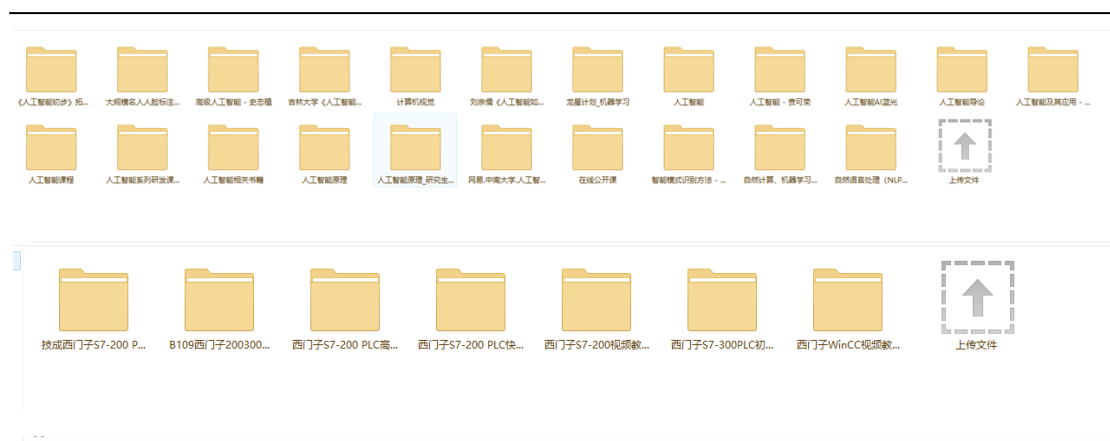 《人工智能初步》拓...
大规模名人人脸标注...
高级人工智能 - 史忠植
吉林大学《人工智能...
计算机视觉
刘宗儒《人工智能如...
龙星计划_机器学习
人工智能
人工智能 - 贲可荣
人工智能AI蓝光
人工智能导论
人工智能及其应用 - ...
人工智能课程
人工智能系列研发课...
人工智能相关书籍
人工智能原理
人工智能原理_研究生...
网易.中南大学.人工智...
在线公开课
智能模式识别方法 - ...
自然计算、机器学习...
自然语言处理（NLP...
上传文件
技成西门子S7-200 P...
B109西门子200300...
西门子S7-200 PLC高...
西门子S7-200 PLC快...
西门子S7-200视频教...
西门子S7-300PLC初...
西门子WinCC视频教...
上传文件